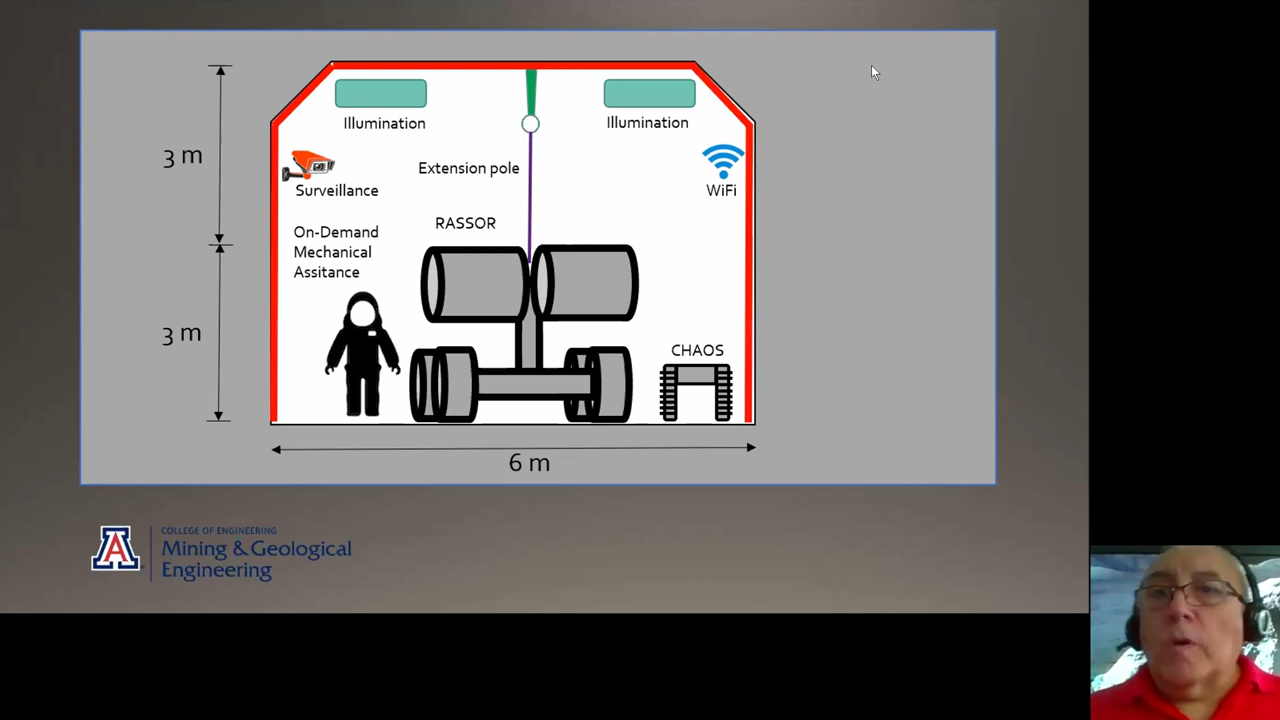 Illumination
Illumination
3 m
Surveillance
Extension pole
WiFi
RASSOR
On-Demand
Mechanical
Assitance
3 m
CHAOS
6 m
COLLEGE OF ENGINEERING
Mining & Geological
Engineering
A